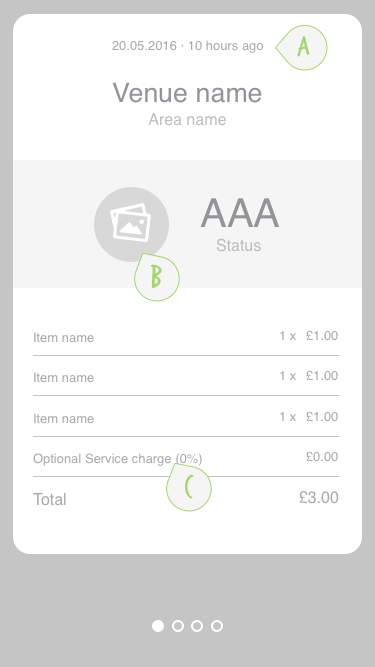 20.05.2016 · 10 hours ago A
Venue name
Area name
AAA
Status
B
Item name 1 x £1.00
Item name 1 x £1.00
Item name 1 x £1.00
Optional Service charge (0%) £0.00
C
Total £3.00